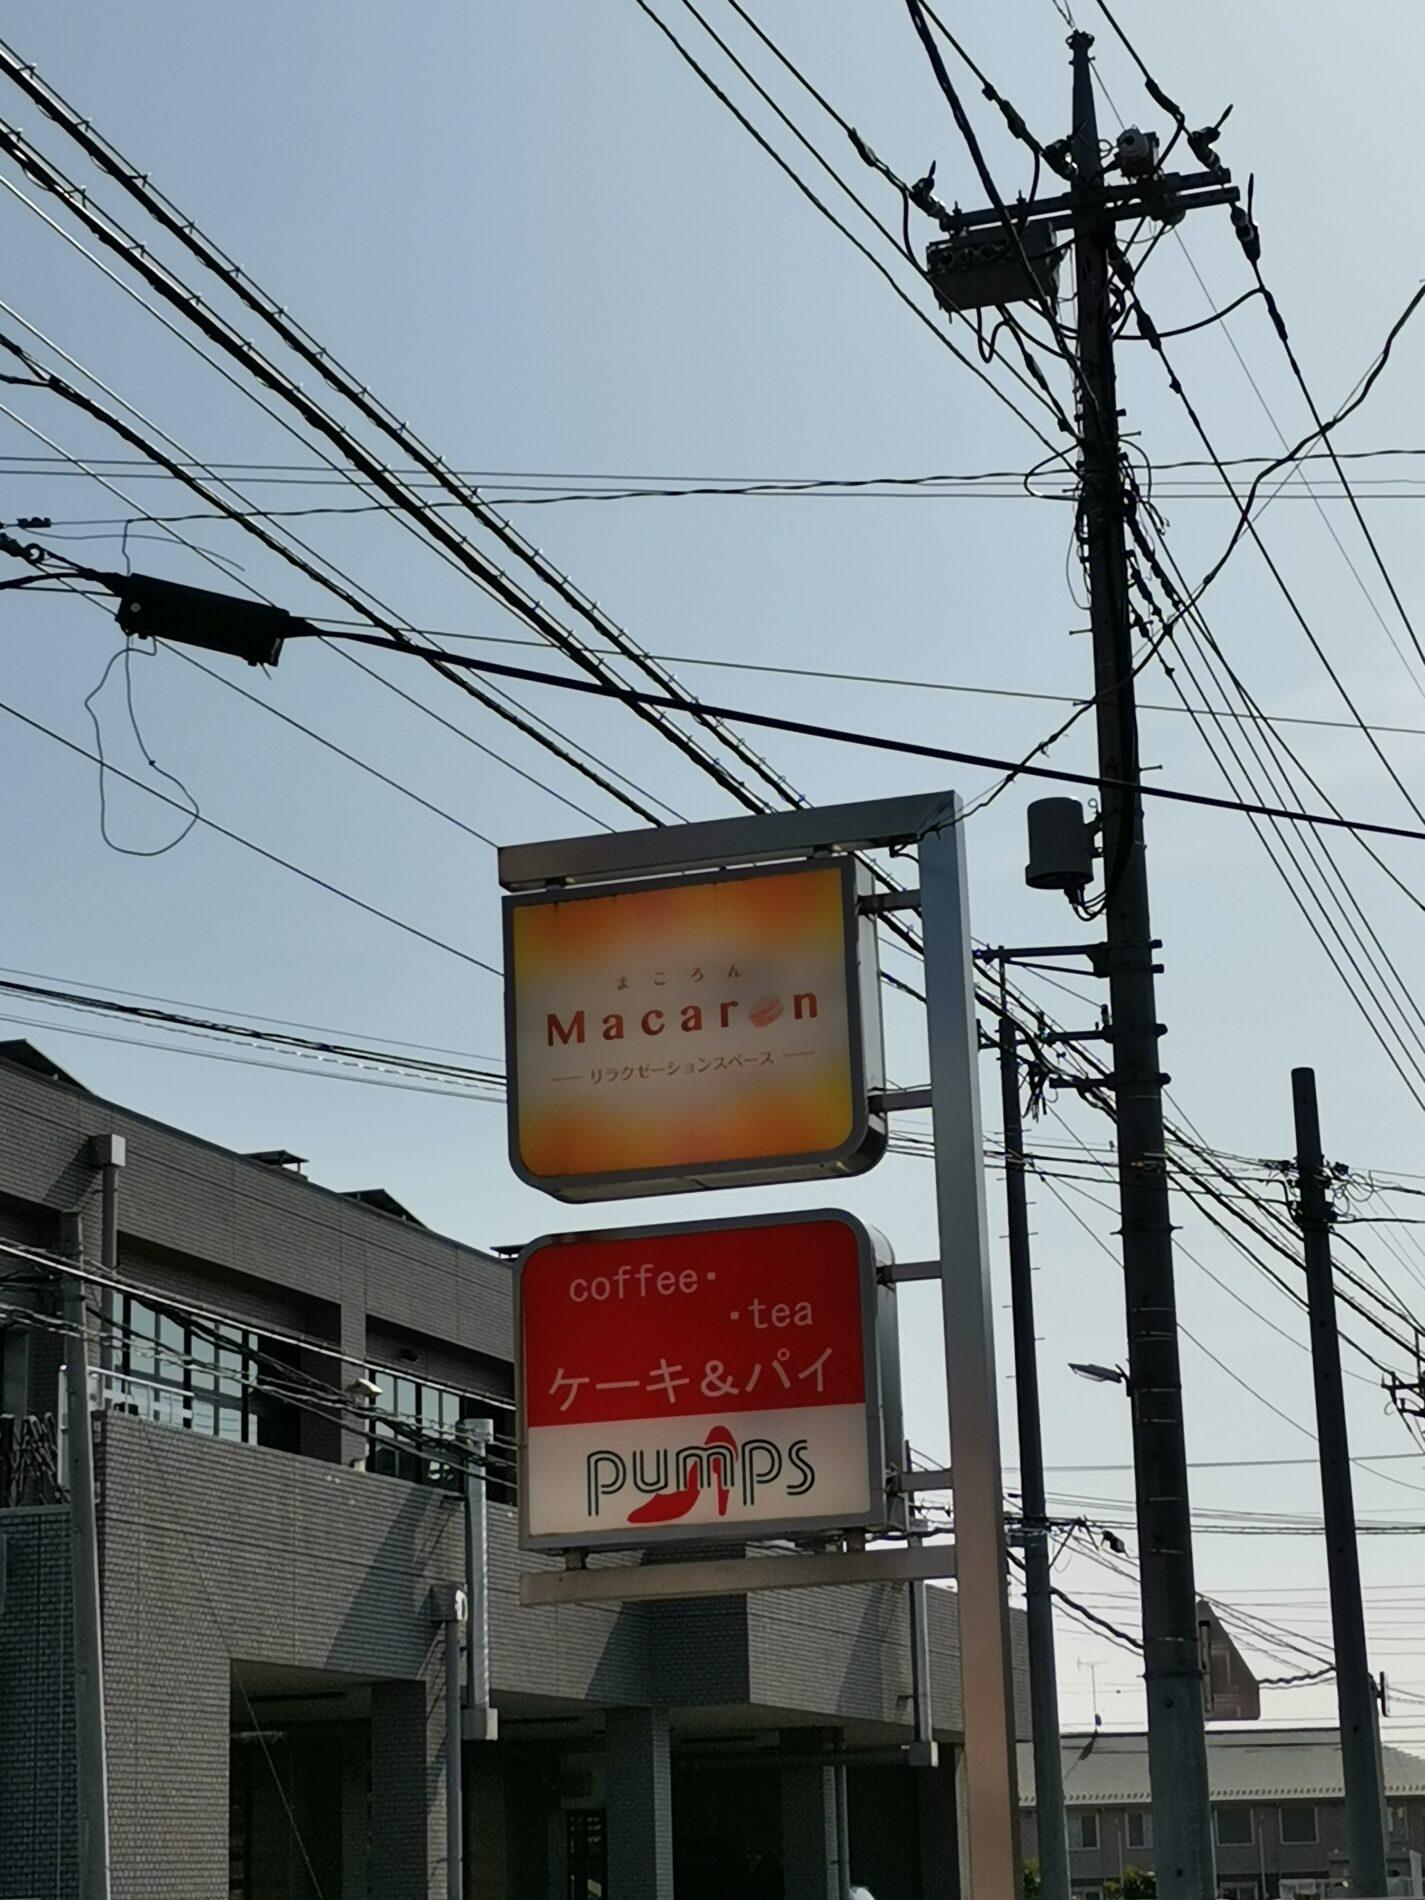 まころん
Macaron
リラクゼーションスペース
coffee・
・tea
ケーキ&パイ
pumps